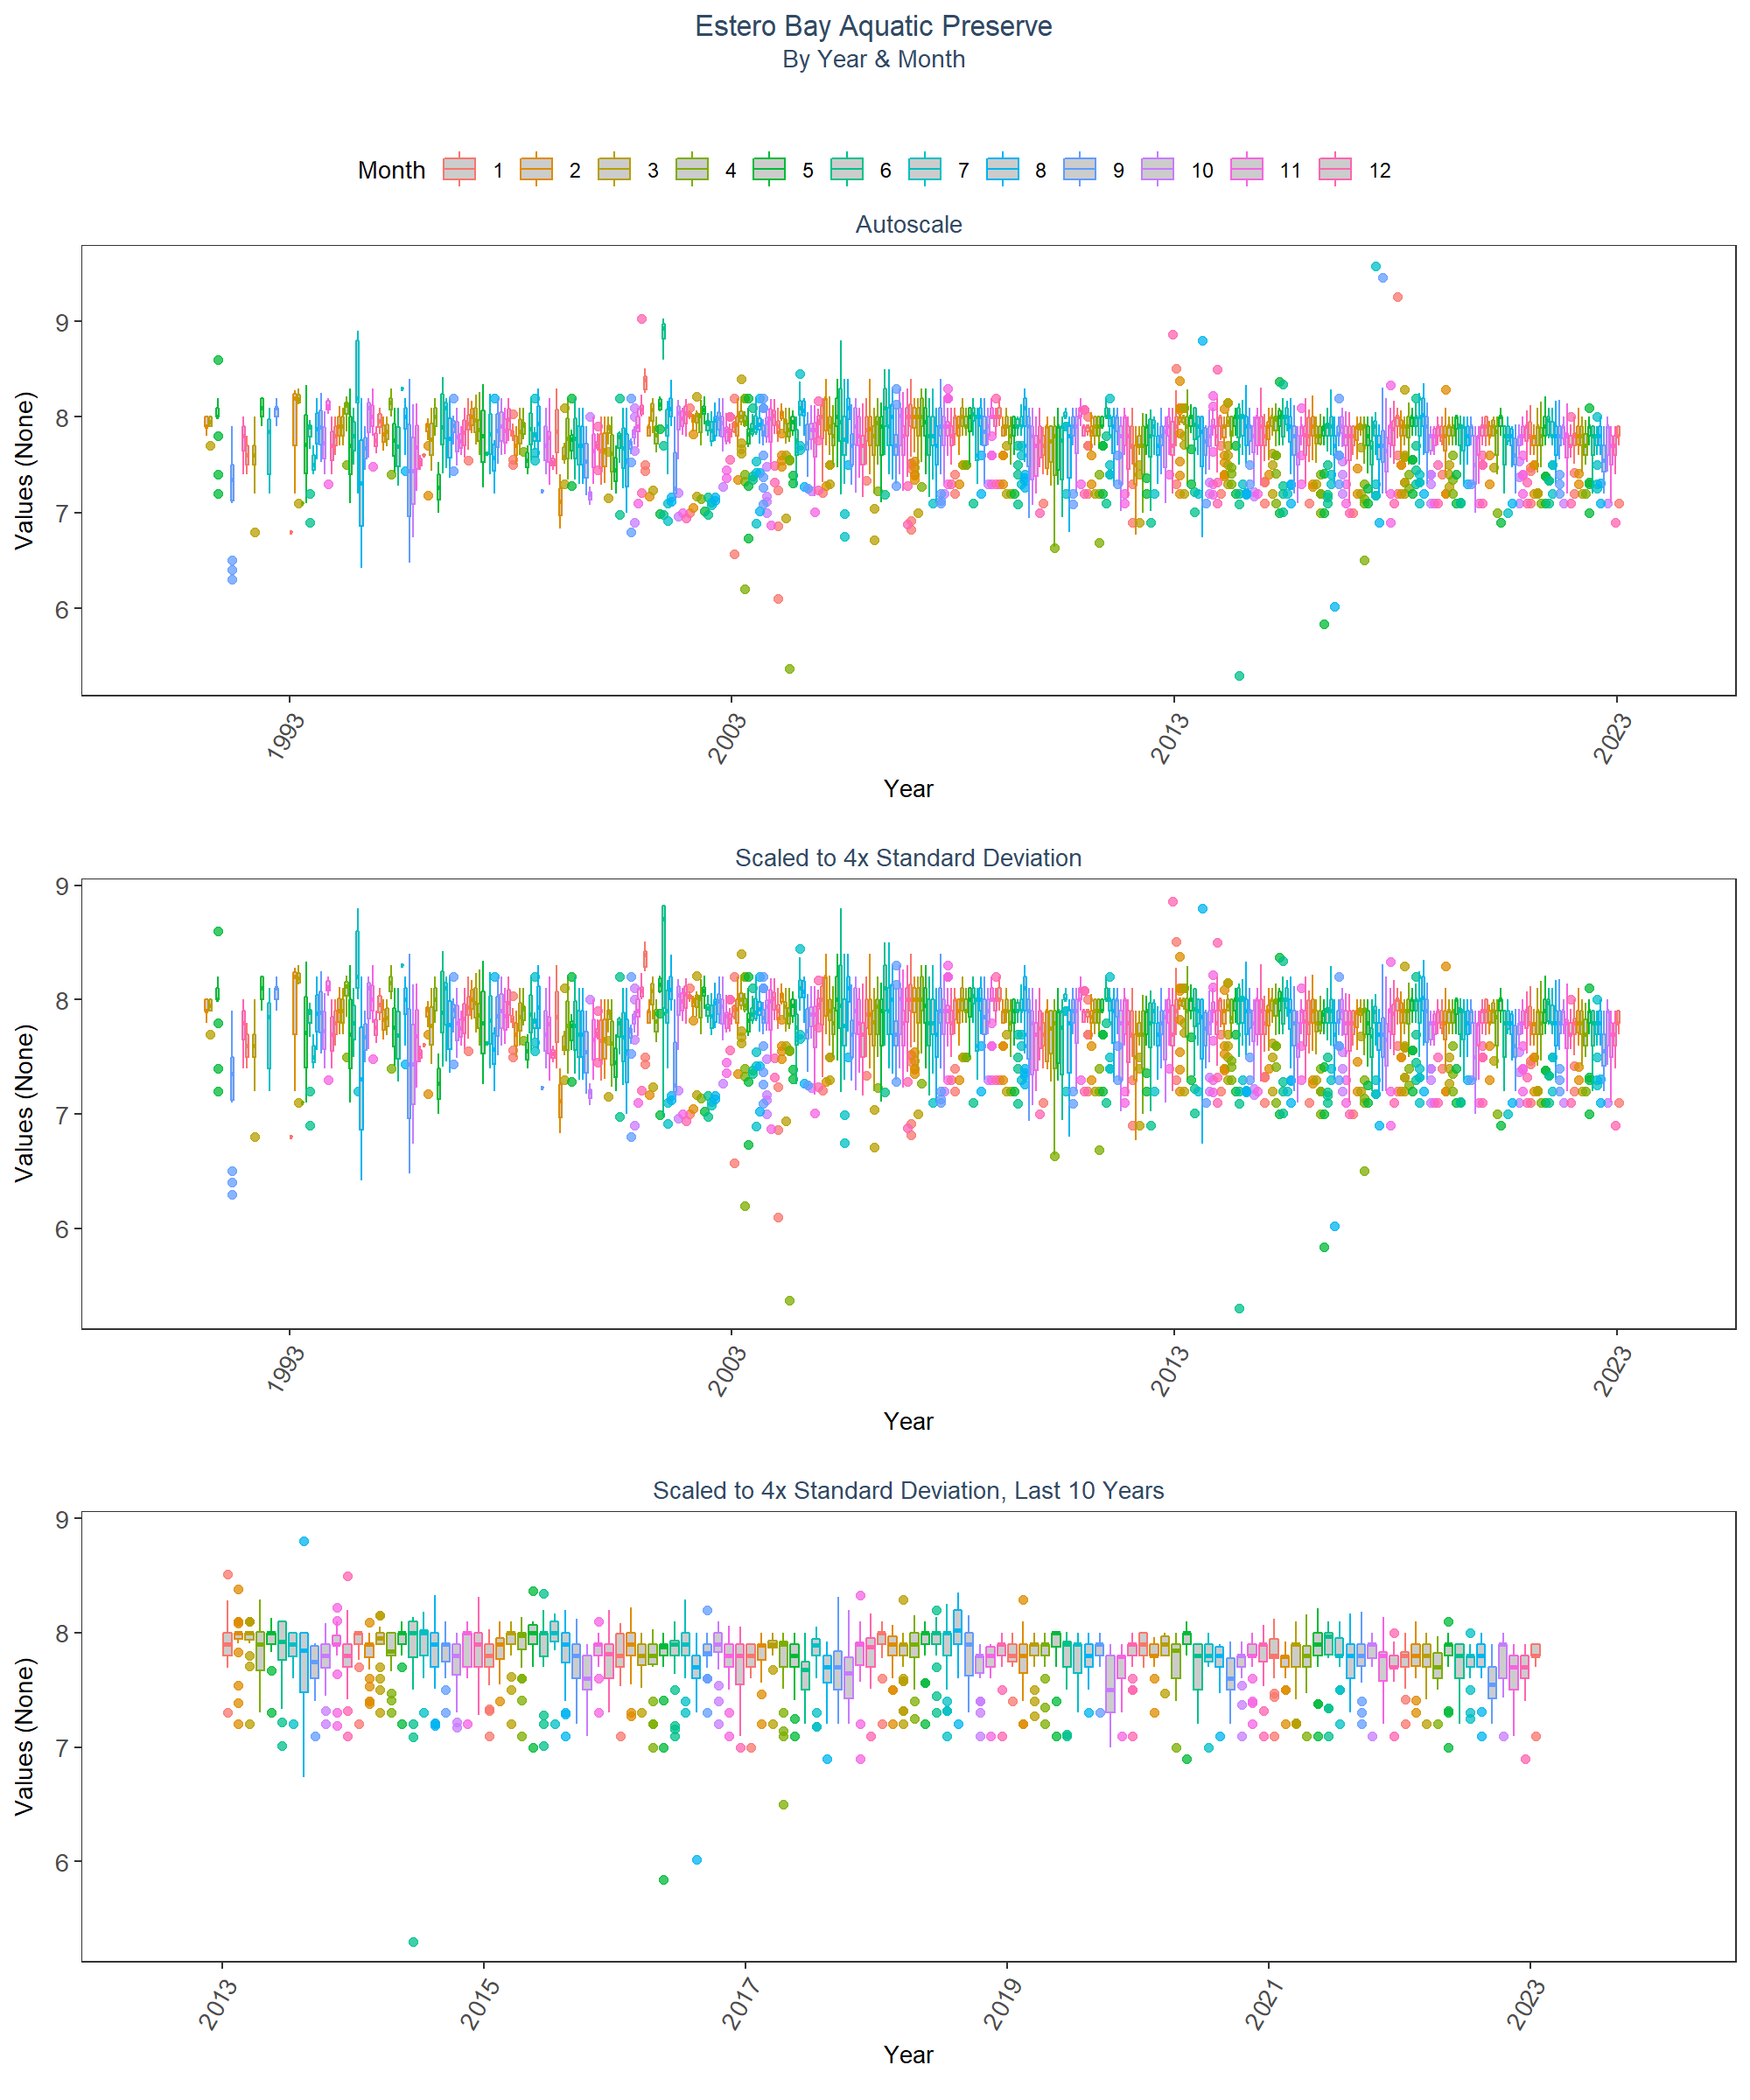 Estero Bay Aquatic Preserve
By Year & Month
Month 1 2 3 4 5 6 7 8 9 10 11 12
Autoscale
Values (None)
9
8
7
6
1993 2003 2013 2023
Year
Scaled to 4x Standard Deviation
Values (None)
9
8
7
6
1993 2003 2013 2023
Year
Scaled to 4x Standard Deviation, Last 10 Years
Values (None)
9
8
7
6
2013 2015 2017 2019 2021 2023
Year